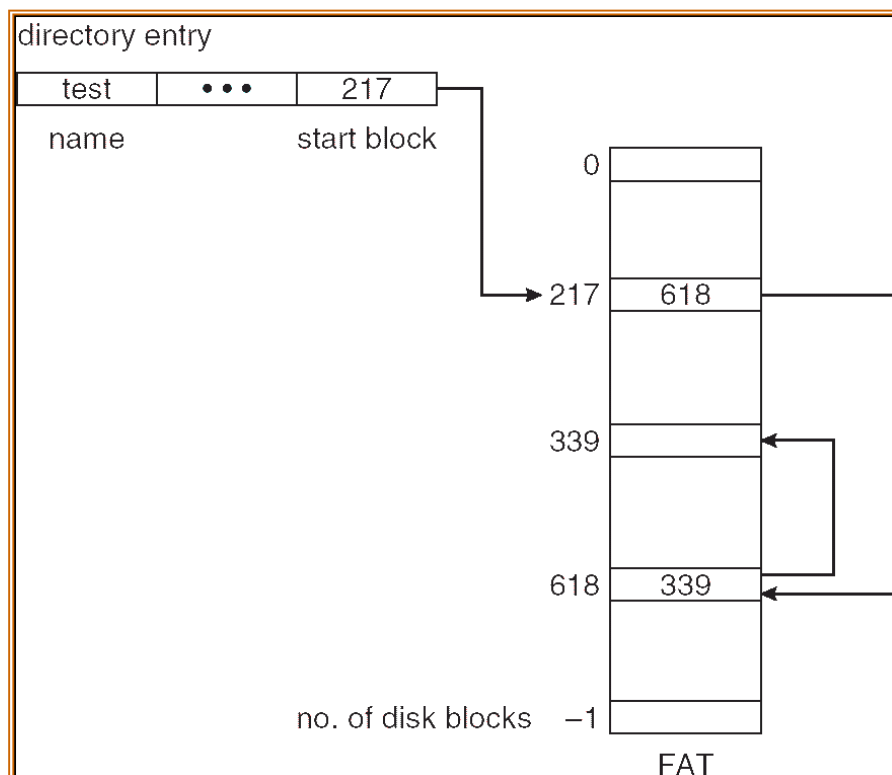 directory entry
test ••• 217
name start block
0
217 618
339
618 339
no. of disk blocks –1
FAT